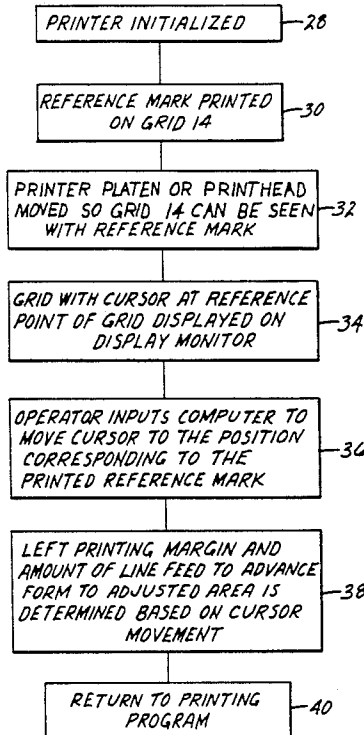 PRINTER INITIALIZED
28
REFERENCE MARK PRINTED
ON GRID 14
30
PRINTER PLATEN OR PRINTHEAD
MOVED SO GRID 14 CAN BE SEEN
WITH REFERENCE MARK
32
GRID WITH CURSOR AT REFERENCE
POINT OF GRID DISPLAYED ON
DISPLAY MONITOR
34
OPERATOR INPUTS COMPUTER TO
MOVE CURSOR TO THE POSITION
CORRESPONDING TO THE
PRINTED REFERENCE MARK
36
LEFT PRINTING MARGIN AND
AMOUNT OF LINE FEED TO ADVANCE
FORM TO ADJUSTED AREA IS
DETERMINED BASED ON CURSOR
MOVEMENT
38
RETURN TO PRINTING
PROGRAM
40